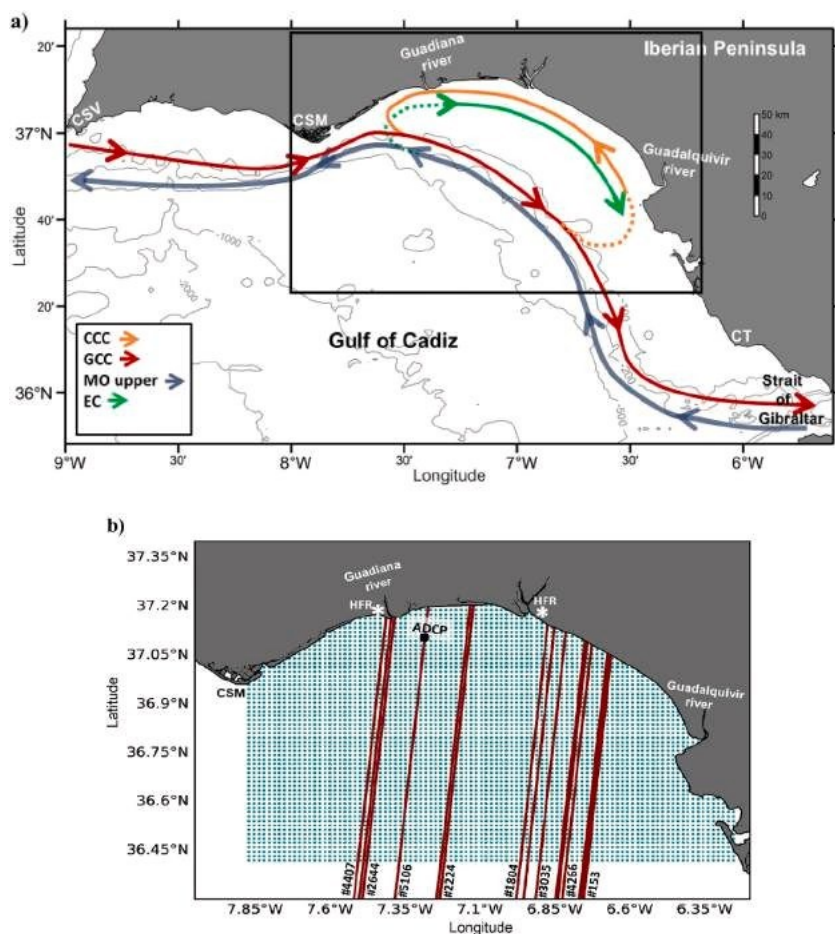 a)
20'
37°N
40'
20'
36°N
Latitude
CSV
CSM
Guadiana
river
Iberian Peninsula
50 km
40
30
20
10
0
Guadalquivir
river
-1000
-2000
-200
-500
Gulf of Cadiz
CT
Strait
of
Gibraltar
CCC
GCC
MO upper
EC
9°W
30'
8°W
30'
7°W
30'
6°W
Longitude
b)
37.35°N
37.2°N
37.05°N
36.9°N
36.75°N
36.6°N
36.45°N
Latitude
Guadiana
river
HFR
HFR
ADCP
CSM
Guadalquivir
river
#4407
#2644
#5106
#2224
#1804
#3035
#4266
#153
7.85°W
7.6°W
7.35°W
7.1°W
6.85°W
6.6°W
6.35°W
Longitude